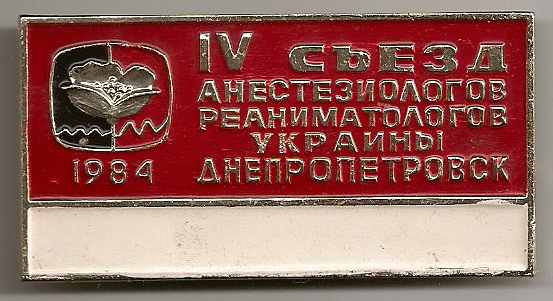 IV СЪЕЗД
АНЕСТЕЗИОЛОГОВ
РЕАНИМАТОЛОГОВ
УКРАИНЫ
ДНЕПРОПЕТРОВСК
1984